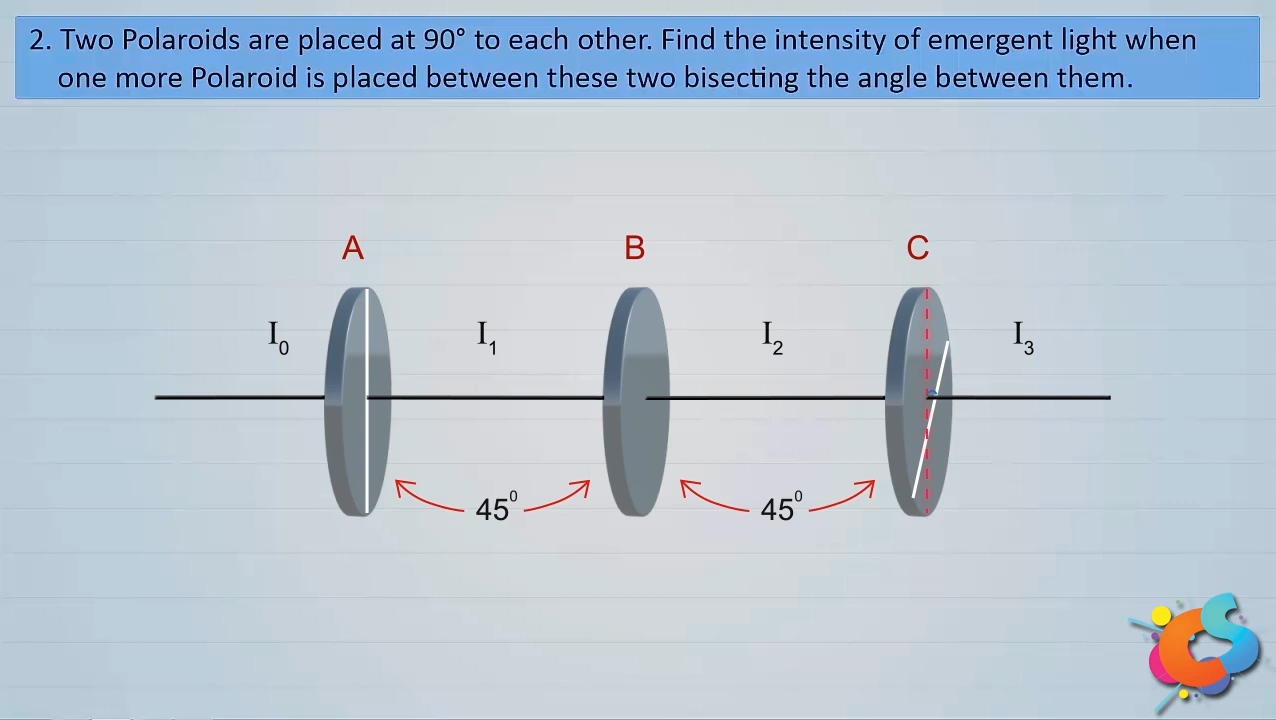 2. Two Polaroids are placed at 90° to each other. Find the intensity of emergent light when
one more Polaroid is placed between these two bisecting the angle between them.
A
B
C
I0
I1
I2
I3
45⁰
45⁰
CS